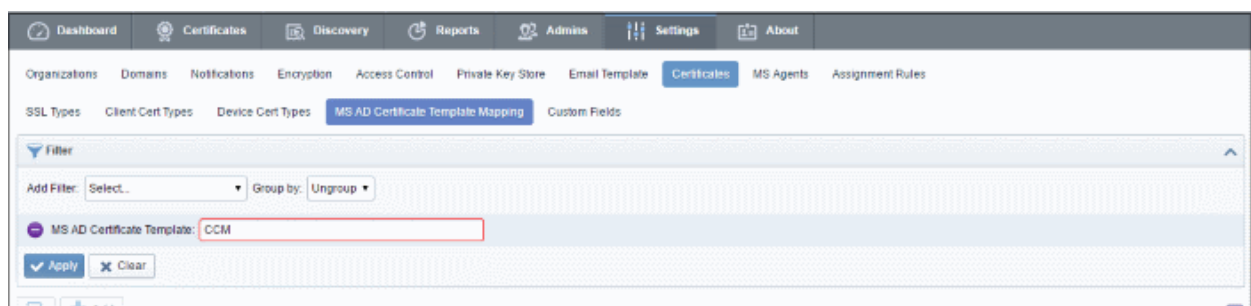 Dashboard Certificates Discovery Reports Admins Settings About
Organizations Domains Notifications Encryption Access Control Private Key Store Email Template Certificates MS Agents Assignment Rules
SSL Types Client Cert Types Device Cert Types MS AD Certificate Template Mapping Custom Fields
Filter
Add Filter: Select... Group by: Ungroup
MS AD Certificate Template: CCM
Apply Clear